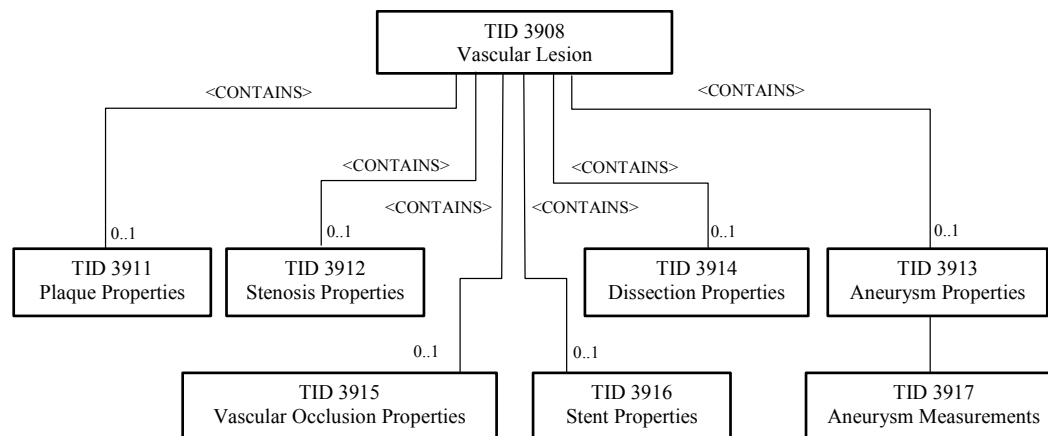 TID 3908
Vascular Lesion
<CONTAINS>
<CONTAINS>
<CONTAINS>
<CONTAINS>
<CONTAINS>
<CONTAINS>
0..1
0..1
0..1
0..1
TID 3911
Plaque Properties
TID 3912
Stenosis Properties
TID 3914
Dissection Properties
TID 3913
Aneurysm Properties
0..1
0..1
TID 3915
Vascular Occlusion Properties
TID 3916
Stent Properties
TID 3917
Aneurysm Measurements